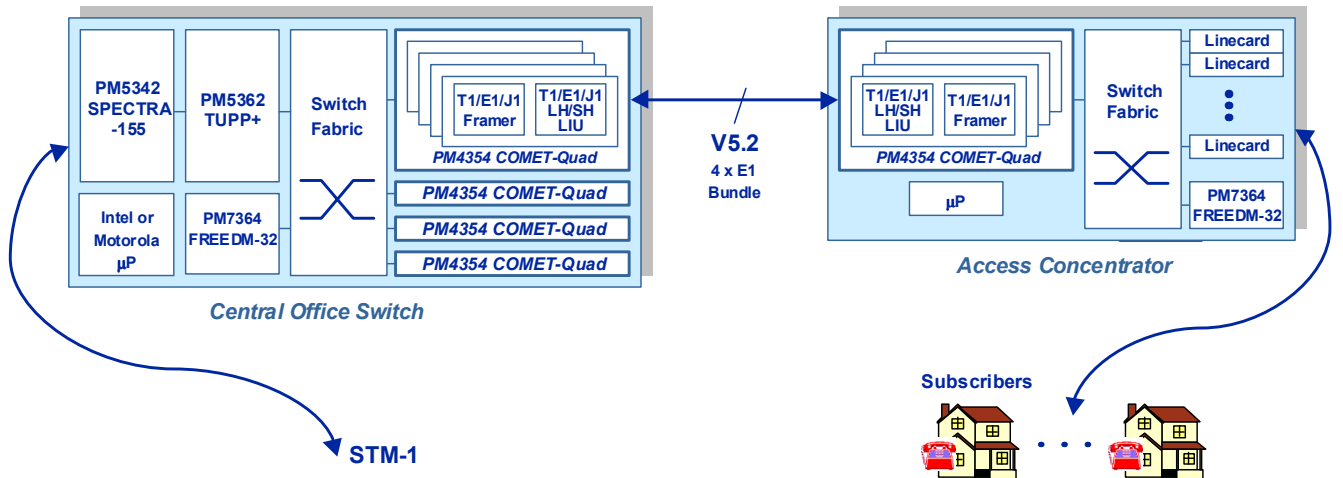 PM5342
SPECTRA
-155
PM5362
TUPP+
Switch
Fabric
T1/E1/J1
Framer
T1/E1/J1
LH/SH
LIU
PM4354 COMET-Quad
PM4354 COMET-Quad
PM4354 COMET-Quad
PM4354 COMET-Quad
Intel or
Motorola
µP
PM7364
FREEDM-32
Central Office Switch
V5.2
4 x E1
Bundle
T1/E1/J1
LH/SH
LIU
T1/E1/J1
Framer
PM4354 COMET-Quad
µP
Switch
Fabric
Linecard
Linecard
Linecard
PM7364
FREEDM-32
Access Concentrator
STM-1
Subscribers